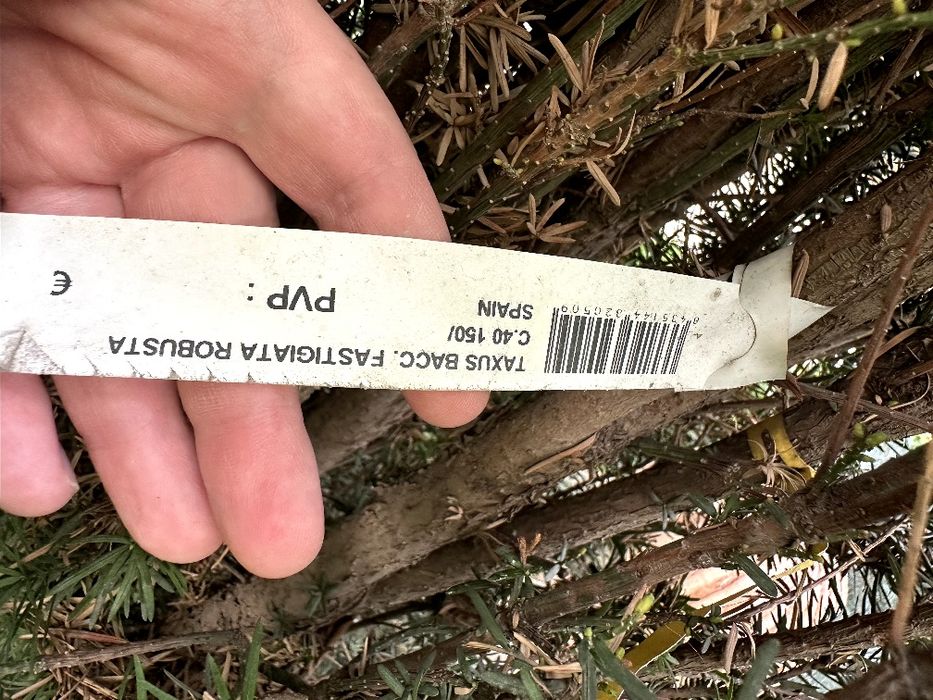 TAXUS BACC. FASTIGIATA ROBUSTA
C.40 150/
SPAIN
PVP :
€